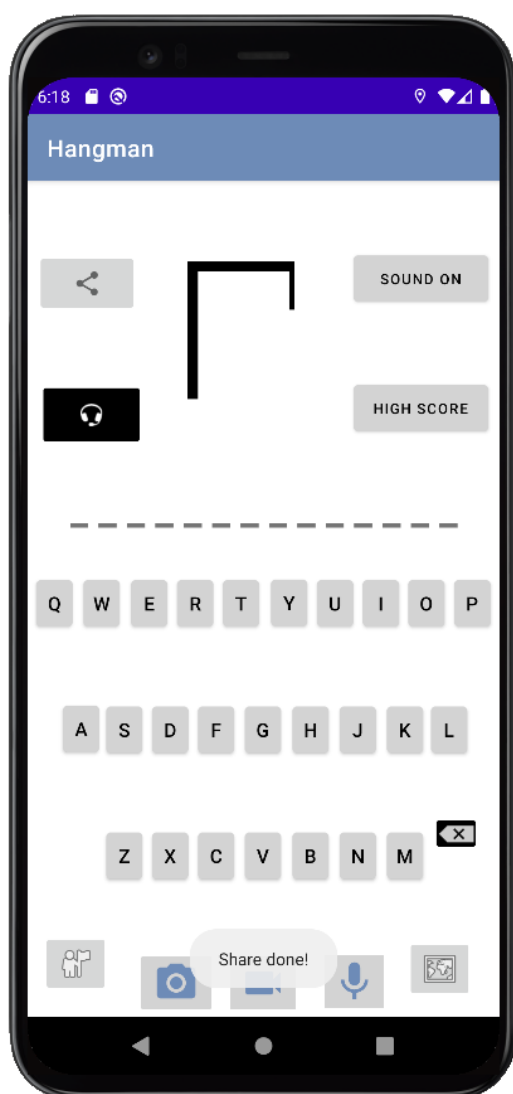 6:18
Hangman
SOUND ON
HIGH SCORE
Q W E R T Y U I O P
A S D F G H J K L
Z X C V B N M
Share done!